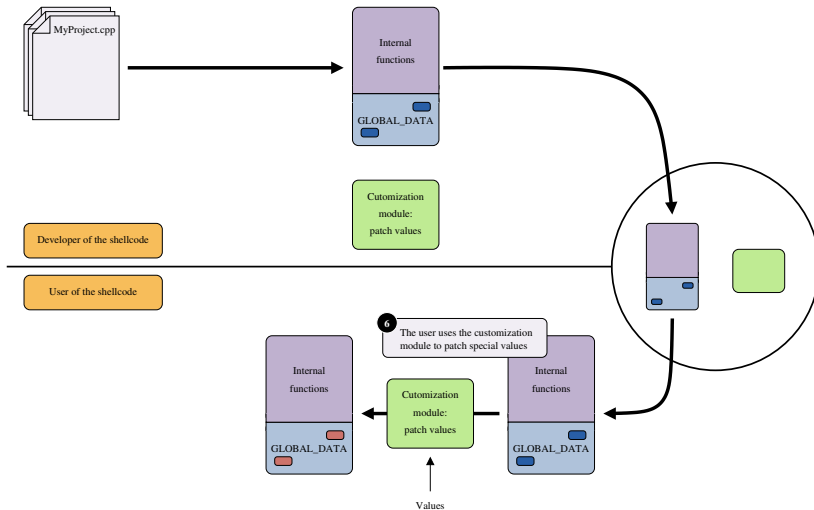 MyProject.cpp
Internal
functions
GLOBAL_DATA
Cutomization
module:
patch values
Developer of the shellcode
User of the shellcode
6
The user uses the customization
module to patch special values
Internal
functions
GLOBAL_DATA
Cutomization
module:
patch values
Internal
functions
GLOBAL_DATA
Values